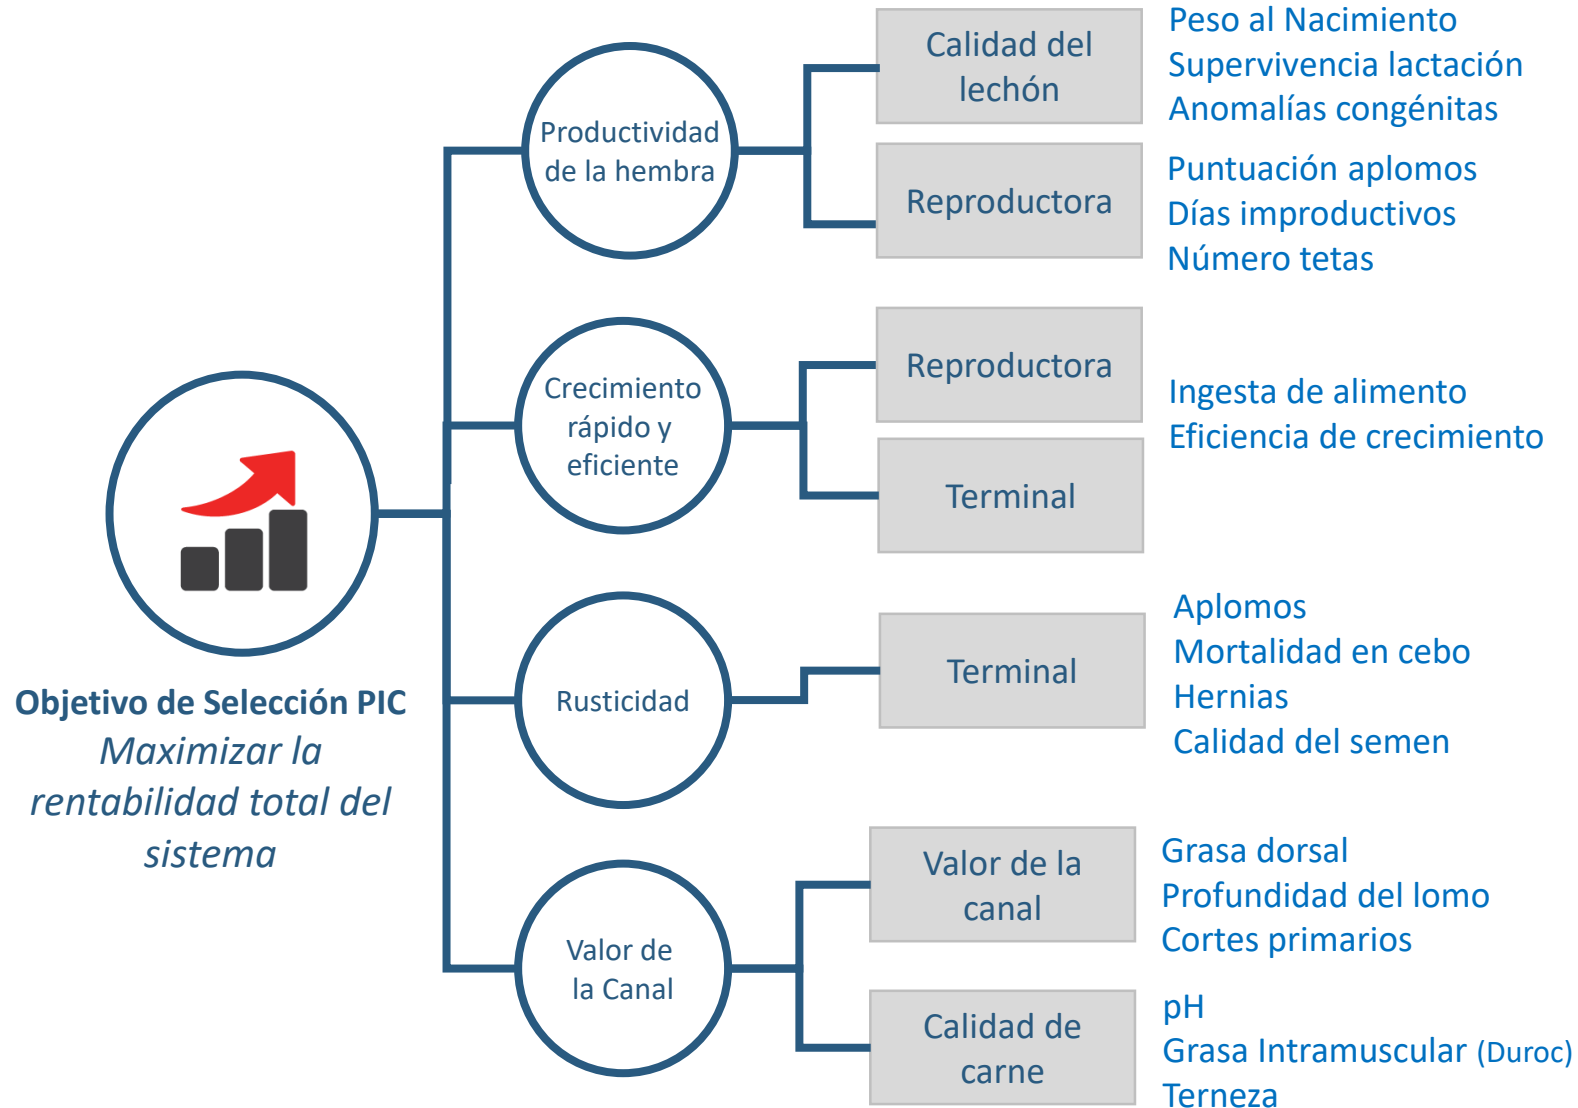 Objetivo de Selección PIC
Maximizar la
rentabilidad total del
sistema
Productividad
de la hembra
Calidad del
lechón
Peso al Nacimiento
Supervivencia lactación
Anomalías congénitas
Reproductora
Puntuación aplomos
Días improductivos
Número tetas
Crecimiento
rápido y
eficiente
Reproductora
Terminal
Ingesta de alimento
Eficiencia de crecimiento
Rusticidad
Terminal
Aplomos
Mortalidad en cebo
Hernias
Calidad del semen
Valor de
la Canal
Valor de la
canal
Grasa dorsal
Profundidad del lomo
Cortes primarios
Calidad de
carne
pH
Grasa Intramuscular (Duroc)
Terneza